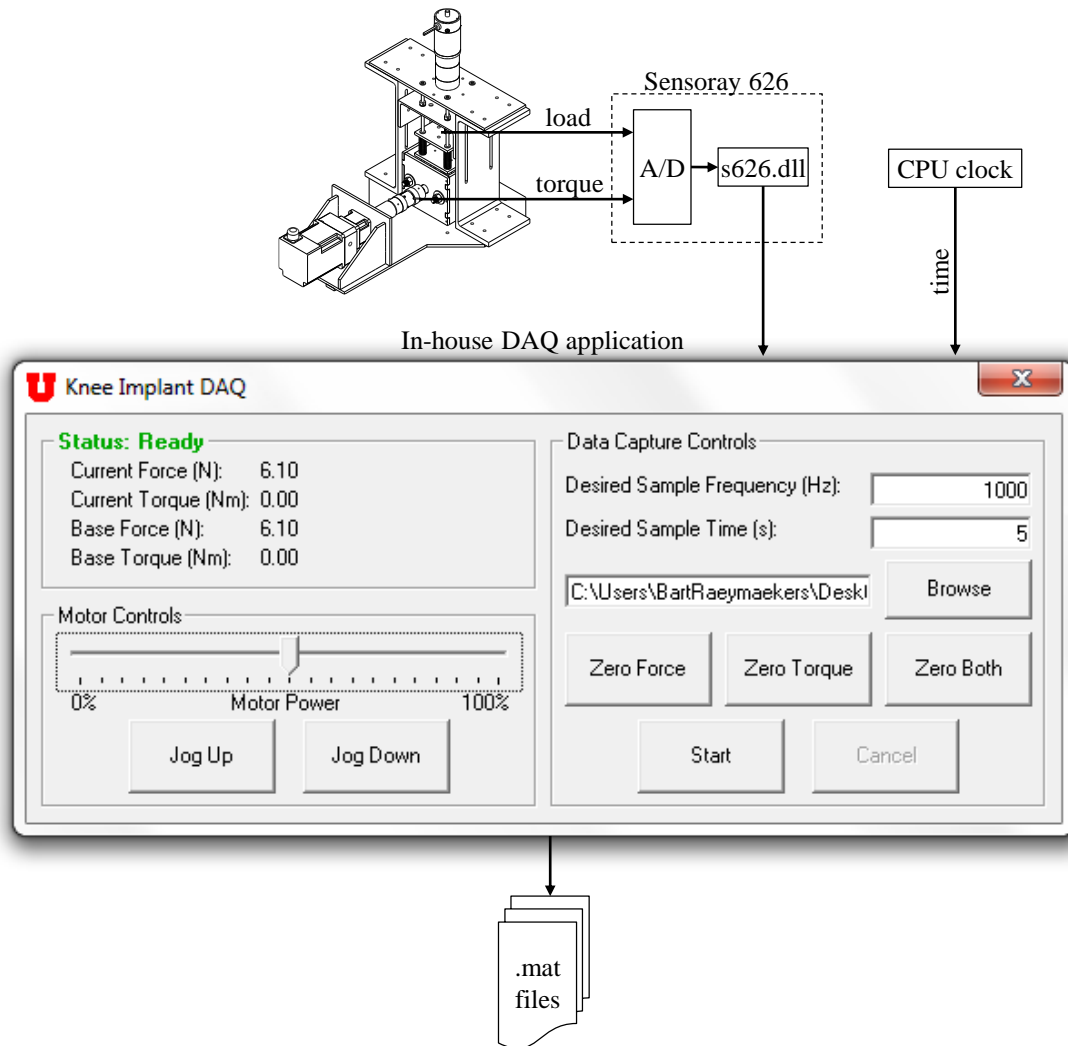 Sensoray 626
load
torque
A/D
s626.dll
CPU clock
time
In-house DAQ application
Knee Implant DAQ
Status: Ready
Current Force (N): 6.10
Current Torque (Nm): 0.00
Base Force (N): 6.10
Base Torque (Nm): 0.00
Motor Controls
0% Motor Power 100%
Jog Up Jog Down
Data Capture Controls
Desired Sample Frequency (Hz): 1000
Desired Sample Time (s): 5
C:\Users\BartRaeymaekers\Desk Browse
Zero Force Zero Torque Zero Both
Start Cancel
.mat
files